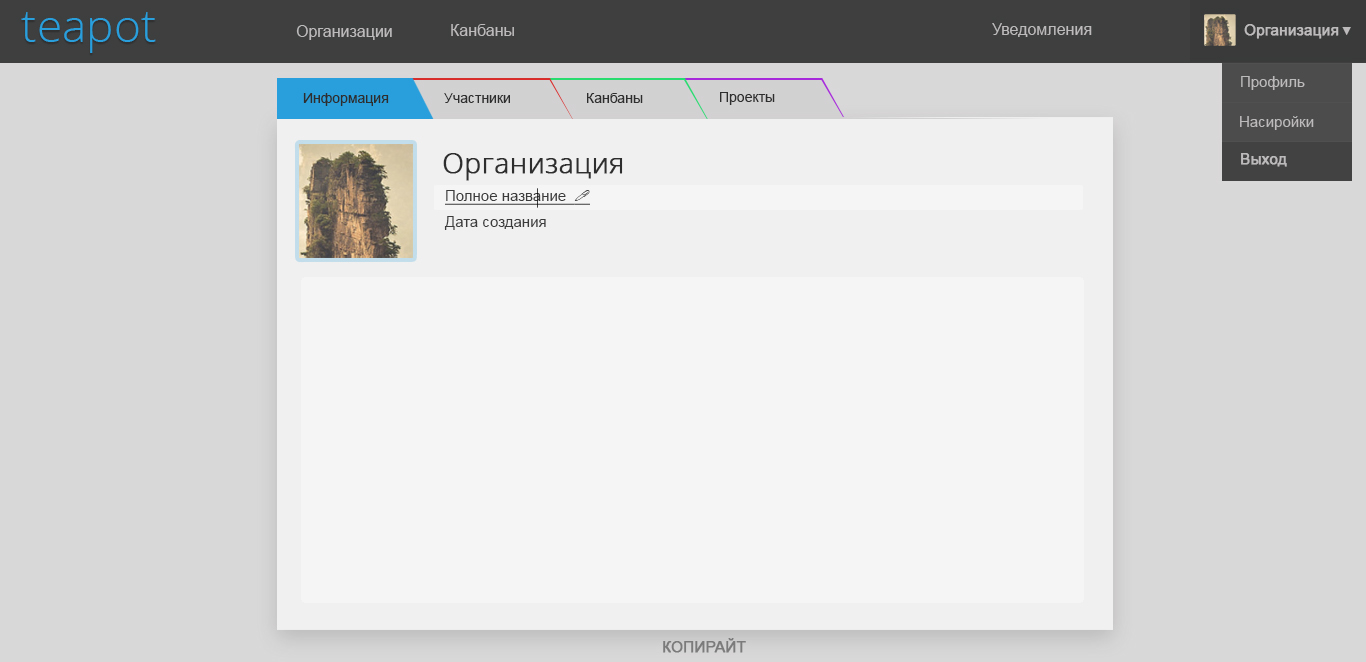 teapot
Организации
Канбаны
Уведомления
Организация ▾
Профиль
Насиройки
Выход
Информация
Участники
Канбаны
Проекты
Организация
Полное название
Дата создания
КОПИРАЙТ